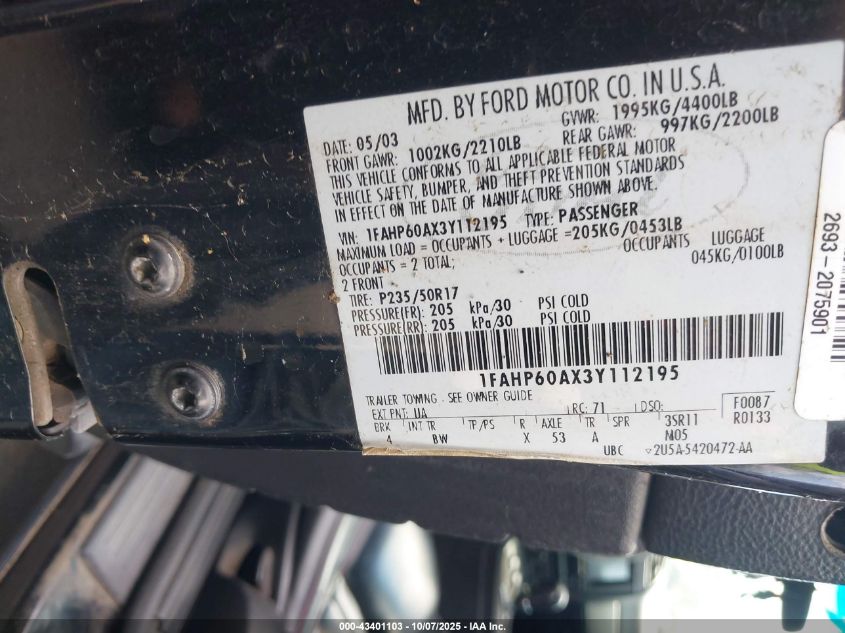 MFD. BY FORD MOTOR CO. IN U.S.A.
DATE: 05/03 GVWR: 1995KG/4400LB
FRONT GAWR: 1002KG/2210LB REAR GAWR: 997KG/2200LB
THIS VEHICLE CONFORMS TO ALL APPLICABLE FEDERAL MOTOR
VEHICLE SAFETY, BUMPER, AND THEFT PREVENTION STANDARDS
IN EFFECT ON THE DATE OF MANUFACTURE SHOWN ABOVE.
VIN: 1FAHP60AX3Y112195 TYPE: PASSENGER
MAXIMUM LOAD = OCCUPANTS + LUGGAGE = 205KG/0453LB
OCCUPANTS = 2 TOTAL; OCCUPANTS LUGGAGE
2 FRONT 045KG/0100LB
TIRE: P235/50R17
PRESSURE(FR): 205 kPa/30 PSI COLD
PRESSURE(RR): 205 kPa/30 PSI COLD
1FAHP60AX3Y112195
TRAILER TOWING - SEE OWNER GUIDE
EXT PNT: UA RC: 71 DSO: F0087
BRK INT TR TP/PS R AXLE TR SPR 3SR11 R0133
4 BW X 53 A M05
UBC 2U5A-5420472-AA
2693-2075901
000-43401103 - 10/07/2025 - IAA Inc.